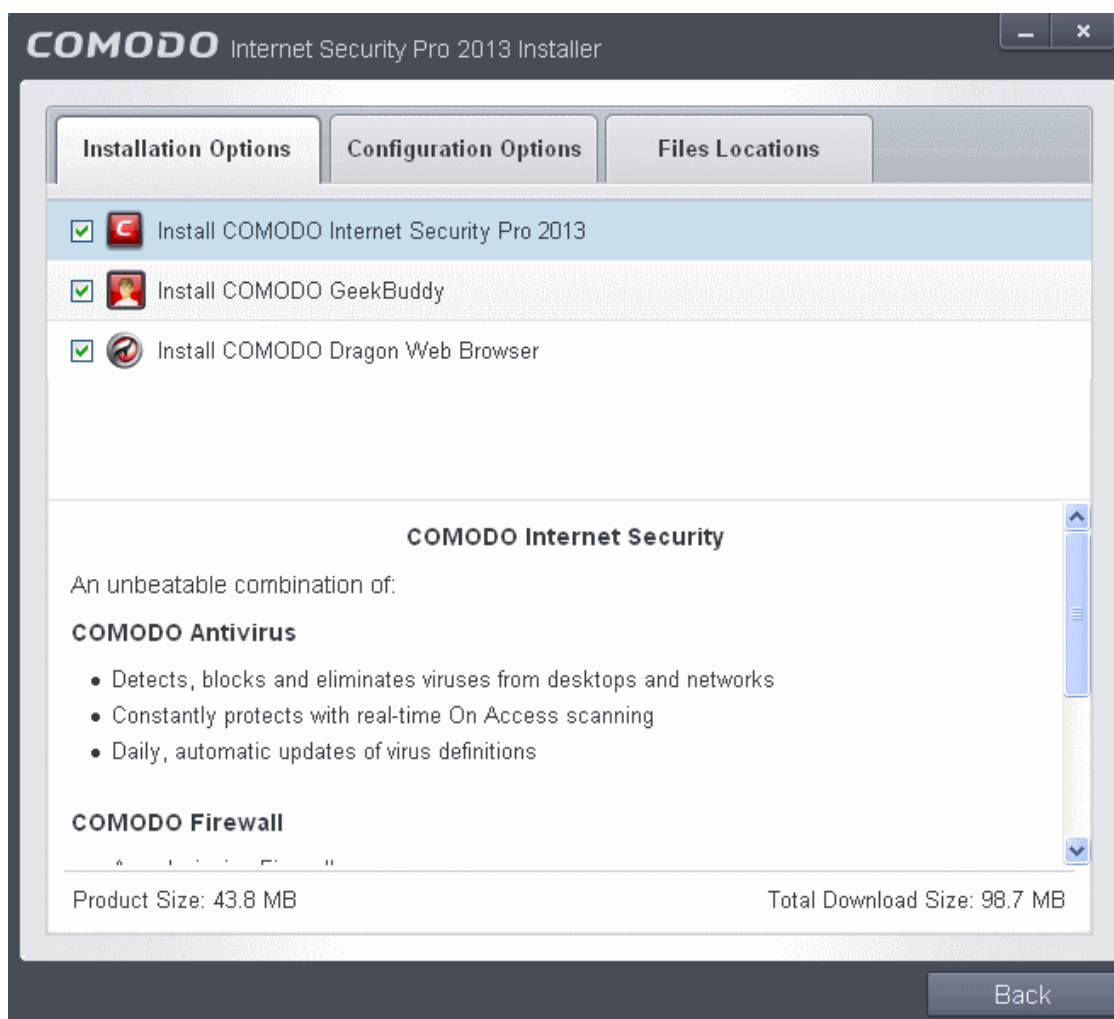 COMODO Internet Security Pro 2013 Installer
Installation Options
Configuration Options
Files Locations
Install COMODO Internet Security Pro 2013
Install COMODO GeekBuddy
Install COMODO Dragon Web Browser
COMODO Internet Security
An unbeatable combination of:
COMODO Antivirus
• Detects, blocks and eliminates viruses from desktops and networks
• Constantly protects with real-time On Access scanning
• Daily, automatic updates of virus definitions
COMODO Firewall
Product Size: 43.8 MB
Total Download Size: 98.7 MB
Back